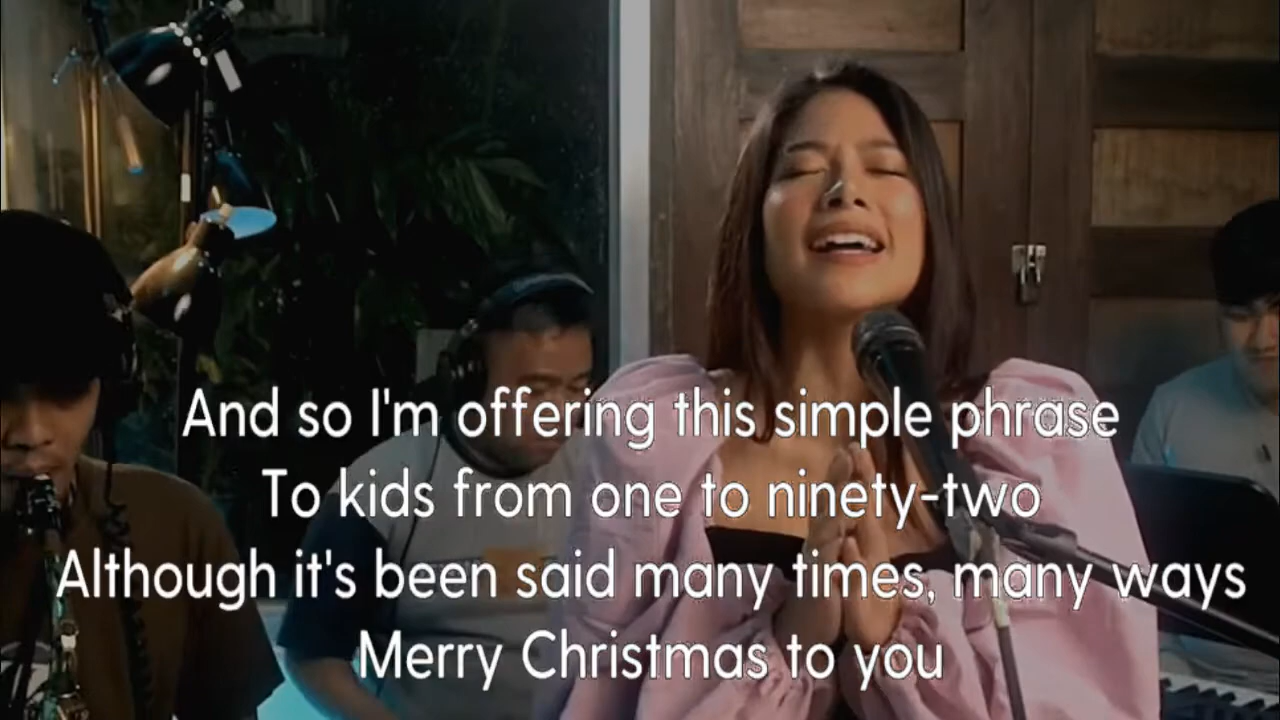 And so I'm offering this simple phrase
To kids from one to ninety-two
Although it's been said many times, many ways
Merry Christmas to you